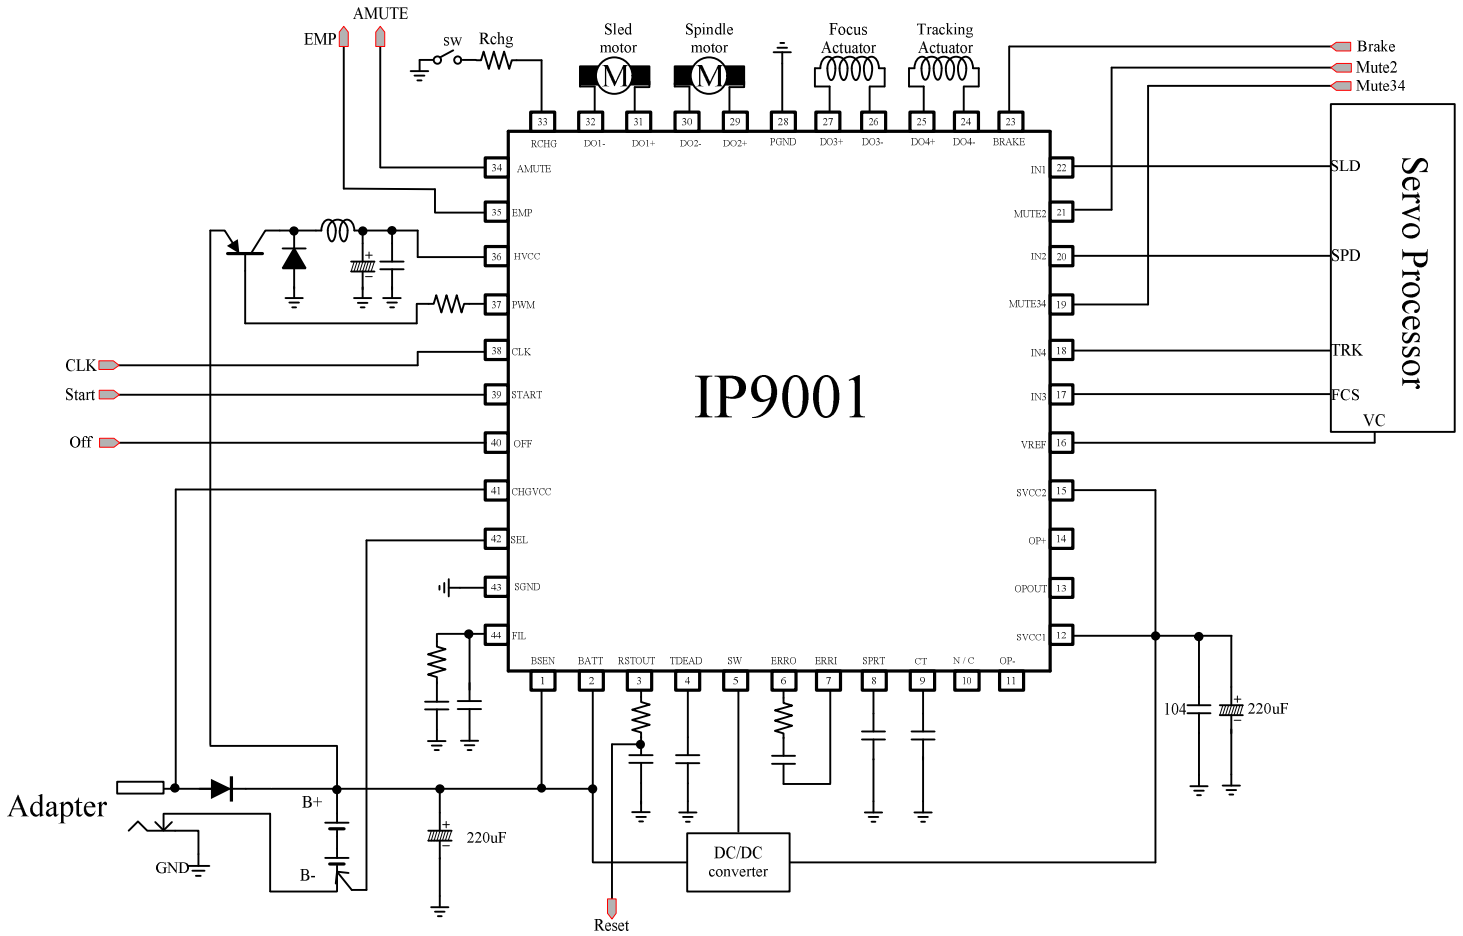 AMUTE
EMP
SW
Rchg
Sled
motor
Spindle
motor
Focus
Actuator
Tracking
Actuator
Brake
Mute2
Mute34
M
M
33
32
31
30
29
28
27
26
25
24
23
RCHG
DO1-
DO1+
DO2-
DO2+
PGND
DO3+
DO3-
DO4+
DO4-
BRAKE
34
AMUTE
35
EMP
36
HVCC
37
PWM
38
CLK
39
START
40
OFF
41
CHGVCC
42
SEL
43
SGND
44
FIL
CLK
Start
Off
+
−
IP9001
IN1
22
MUTE2
21
IN2
20
MUTE34
19
IN4
18
IN3
17
VREF
16
SVCC2
15
OP+
14
OPOUT
13
SVCC1
12
SLD
SPD
TRK
FCS
VC
Servo Processor
BSEN
BATT
RSTOUT
TDEAD
SW
ERRO
ERRI
SPRT
CT
N / C
OP-
1
2
3
4
5
6
7
8
9
10
11
104
+
−
220uF
Adapter
GND
B+
B-
+
−
220uF
DC/DC
converter
Reset